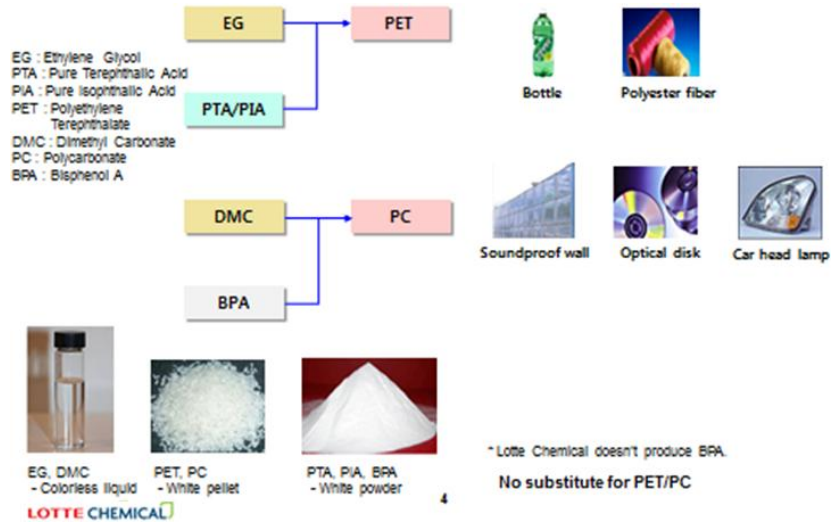 EG
PET
EG : Ethylene Glycol
PTA : Pure Terephthalic Acid
PIA : Pure Isophthalic Acid
PET : Polyethylene
Terephthalate
DMC : Dimethyl Carbonate
PC : Polycarbonate
BPA : Bisphenol A
PTA/PIA
Bottle
Polyester fiber
DMC
PC
BPA
Soundproof wall
Optical disk
Car head lamp
EG, DMC
- Colorless liquid
PET, PC
- White pellet
PTA, PIA, BPA
- White powder
* Lotte Chemical doesn't produce BPA.
No substitute for PET/PC
4
LOTTE CHEMICAL